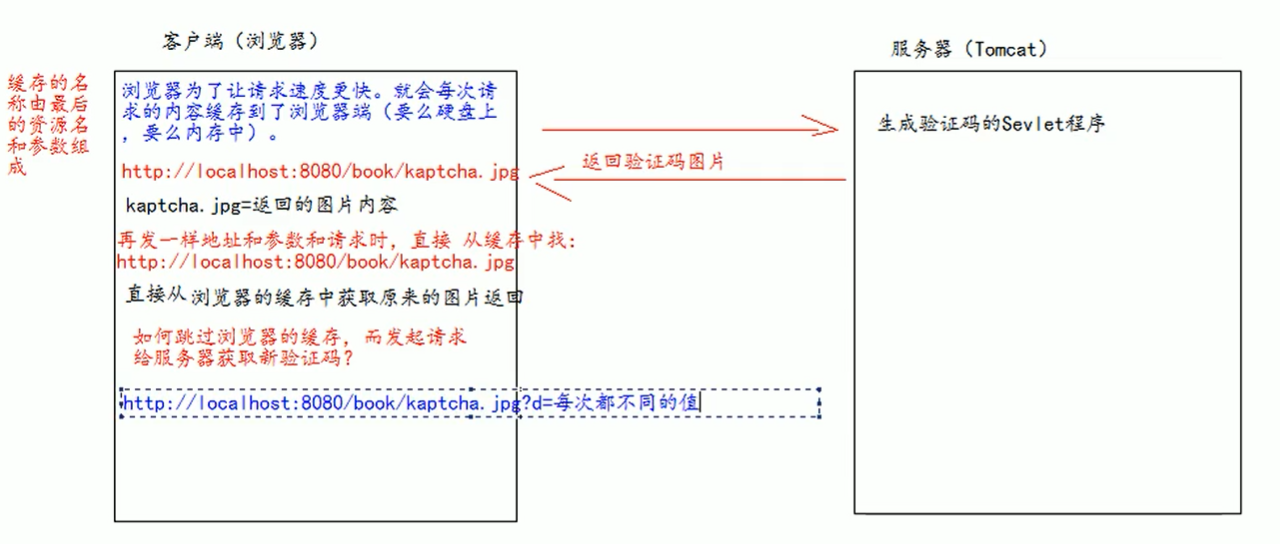 客户端（浏览器）
服务器（Tomcat）
缓存的名
称由最后
的资源名
和参数组
成
浏览器为了让请求速度更快。就会每次请
求的内容缓存到了浏览器端（要么硬盘上
，要么内存中）。
http://localhost:8080/book/kaptcha.jpg
kaptcha.jpg=返回的图片内容
再发一样地址和参数和请求时，直接 从缓存中找：
http://localhost:8080/book/kaptcha.jpg
直接从 浏览器的缓存中获取原来的图片返回
如何跳过浏览器的缓存，而发起请求
给服务器获取新验证码？
http://localhost:8080/book/kaptcha.jpg?d=每次都不同的值
返回验证码图片
生成验证码的Sevlet程序